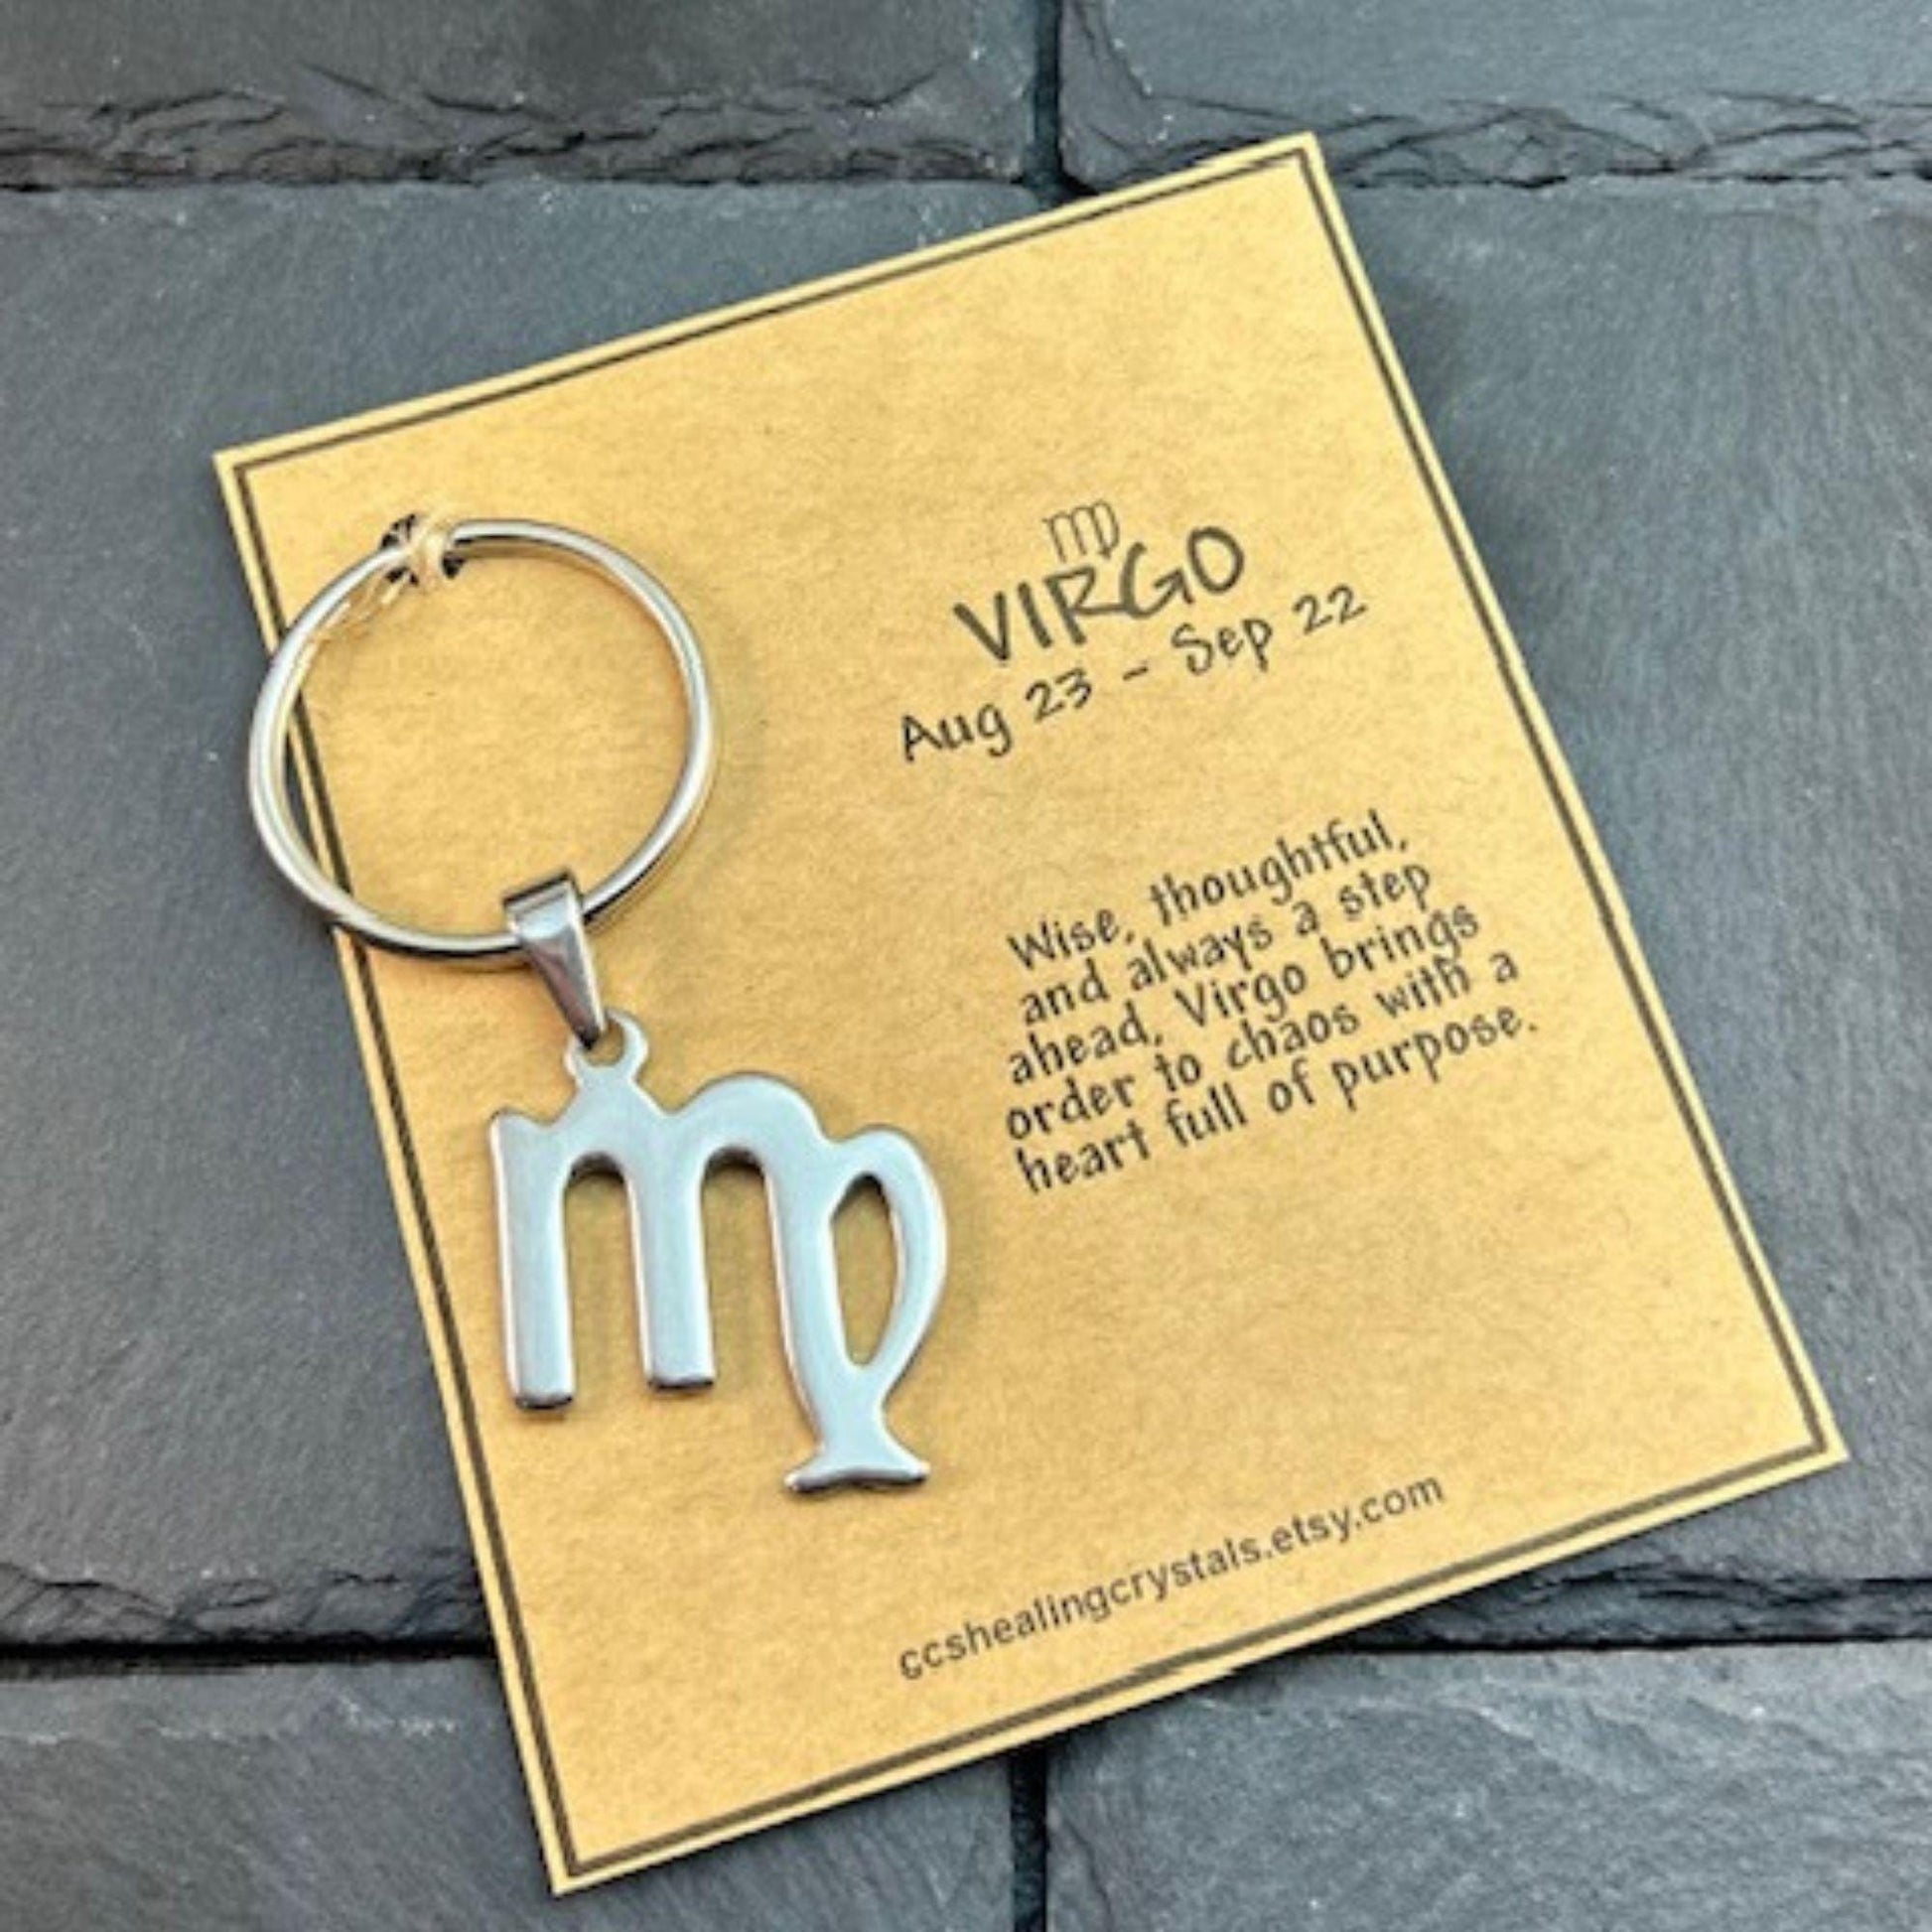 VIRGO
Aug 23 - Sep 22
Wise, thoughtful,
and always a step
ahead, Virgo brings
order to chaos with a
heart full of purpose.
ccshealingcrystals.etsy.com